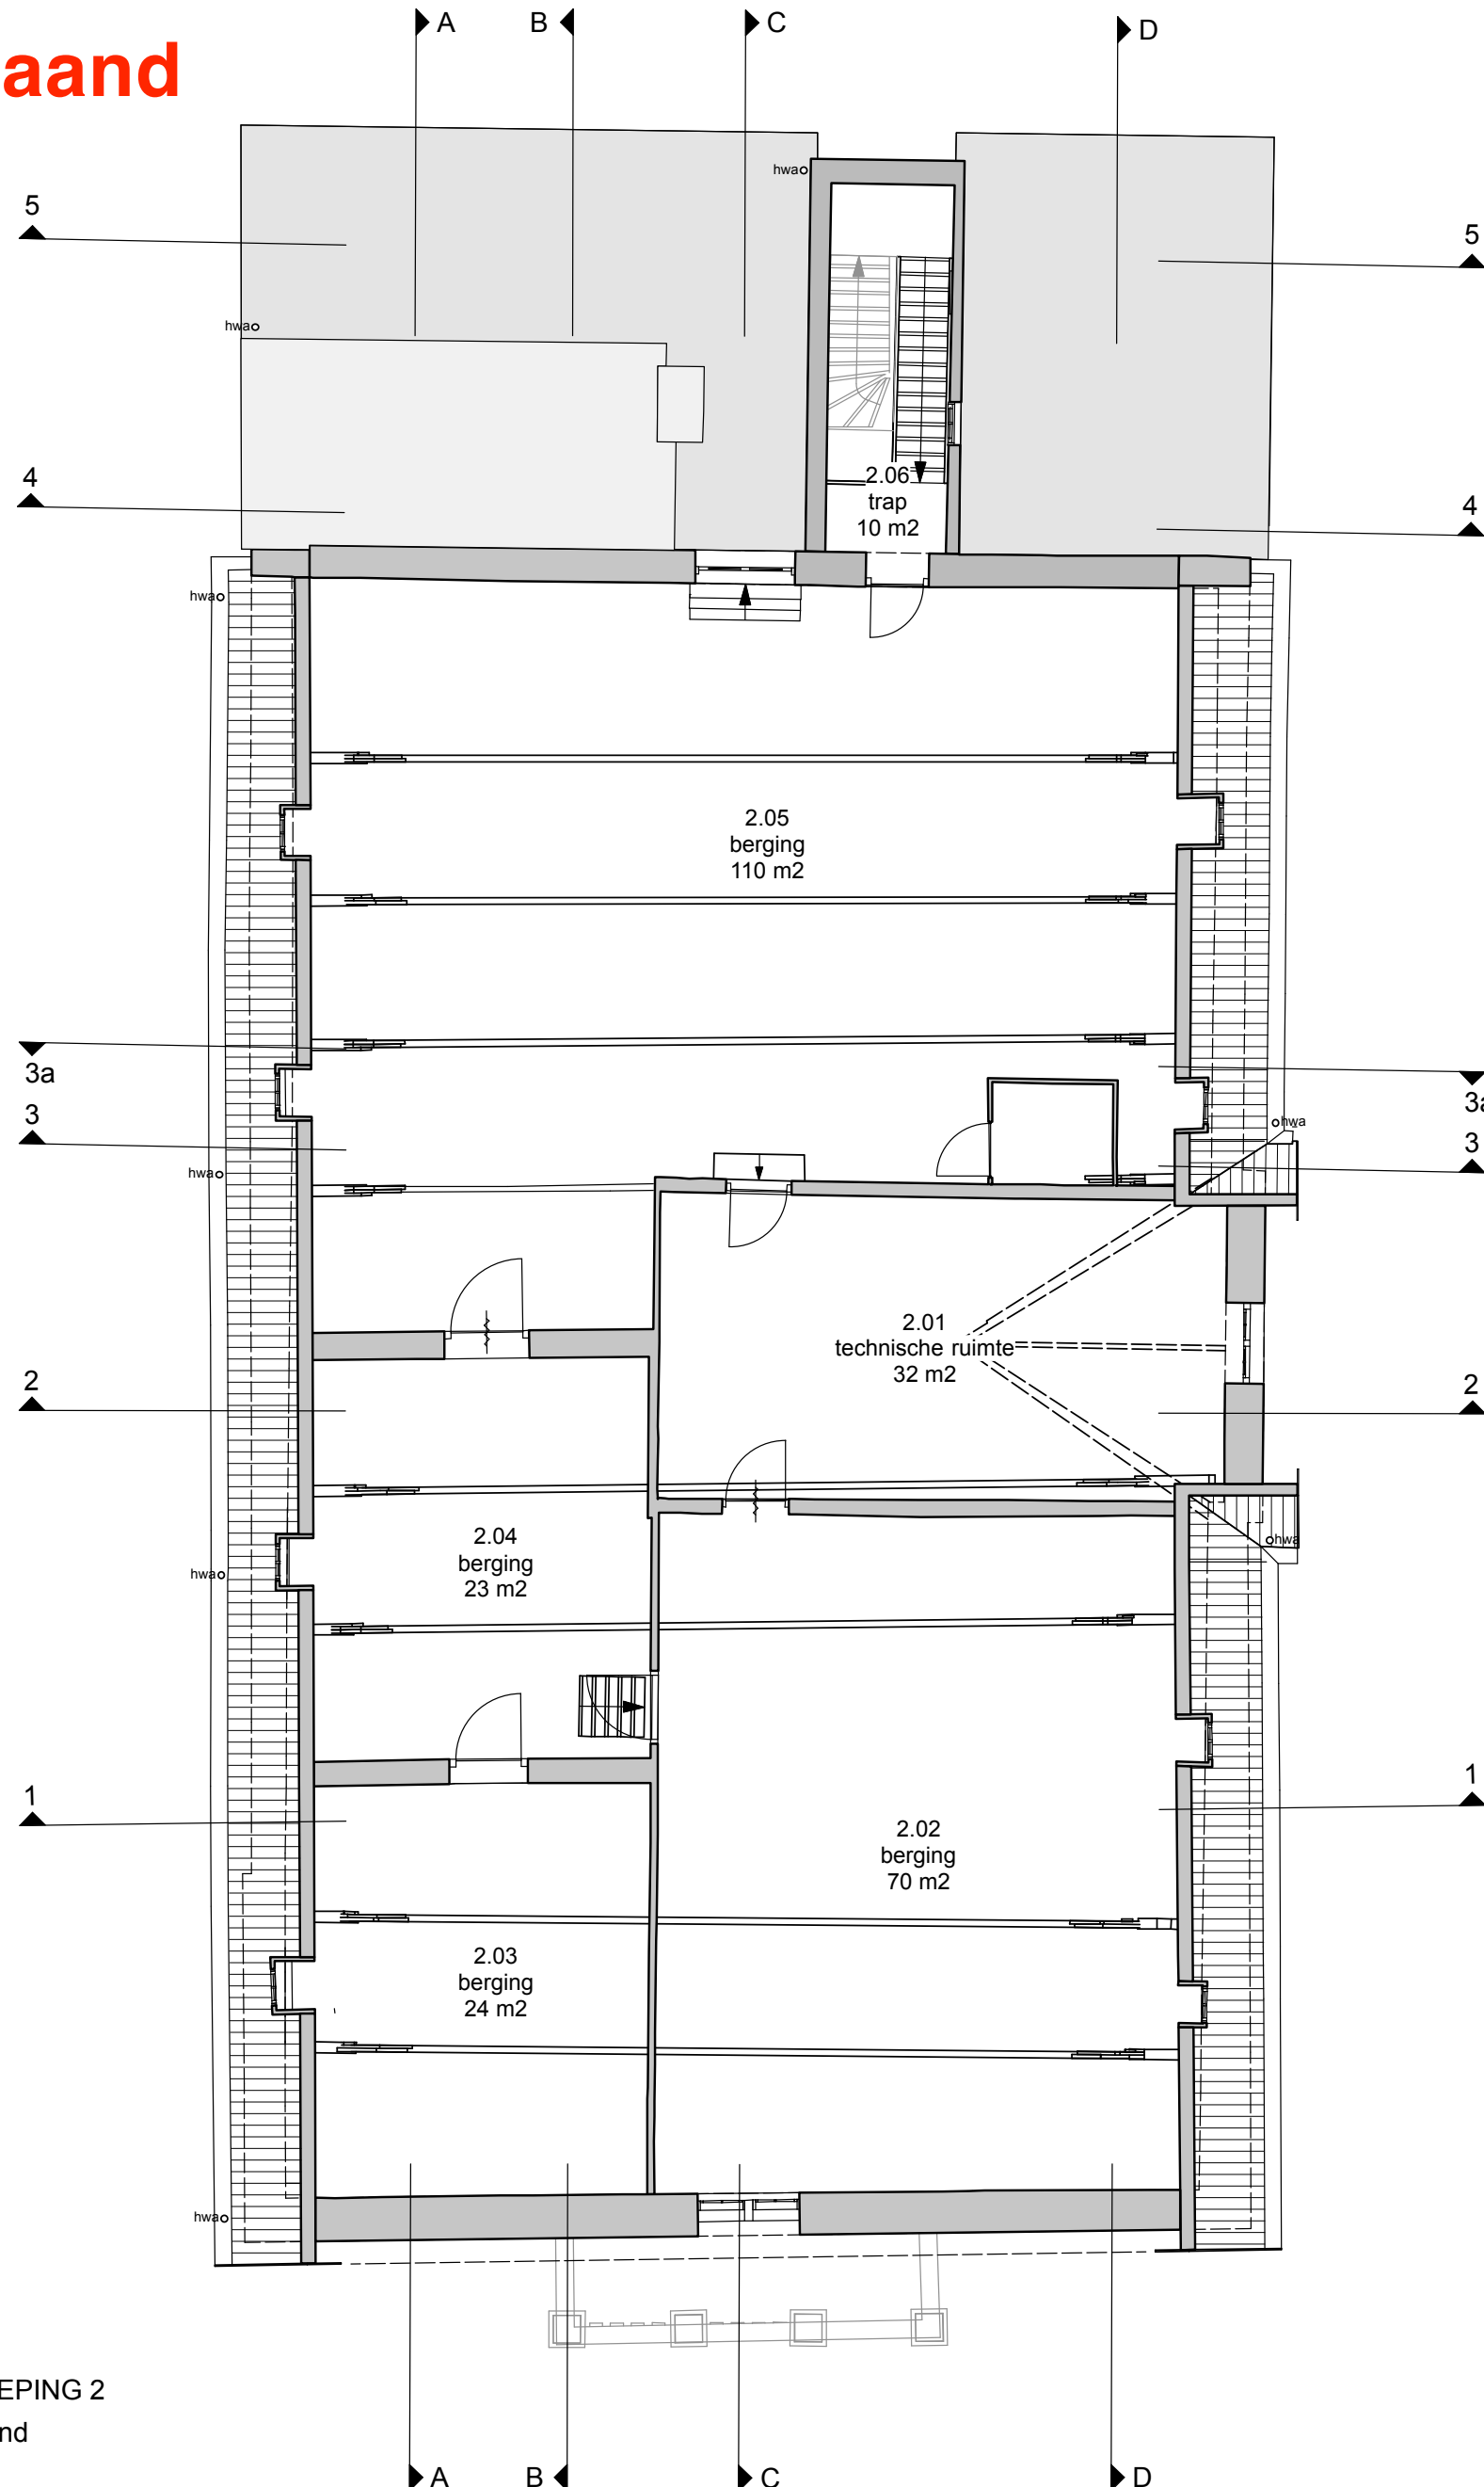 A
B
C
D
aand
hwa
5
5
hwa
4
2.06
trap
10 m2
4
hwa
2.05
berging
110 m2
3a
3a
3
hwa
3
hwa
2.01
technische ruimte
32 m2
2
2
2.04
berging
23 m2
hwa
hwa
1
1
2.02
berging
70 m2
2.03
berging
24 m2
hwa
EPING 2
nd
A
B
C
D